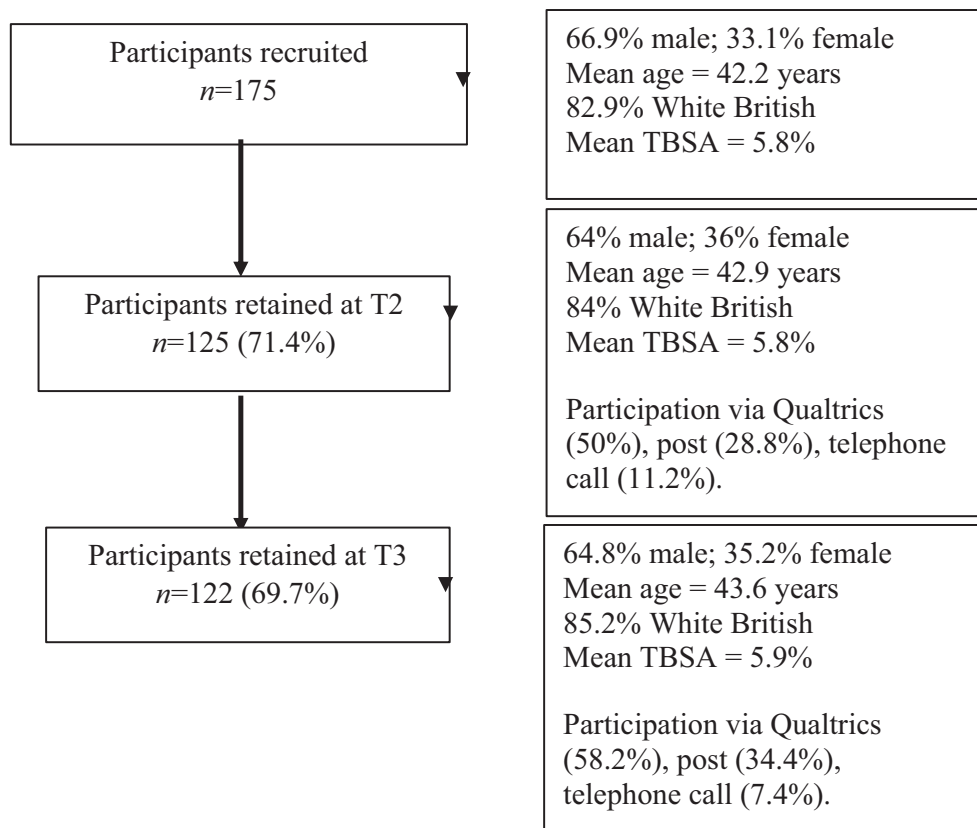 Participants recruited
n=175
66.9% male; 33.1% female
Mean age = 42.2 years
82.9% White British
Mean TBSA = 5.8%
Participants retained at T2
n=125 (71.4%)
64% male; 36% female
Mean age = 42.9 years
84% White British
Mean TBSA = 5.8%
Participation via Qualtrics
(50%), post (28.8%), telephone
call (11.2%).
Participants retained at T3
n=122 (69.7%)
64.8% male; 35.2% female
Mean age = 43.6 years
85.2% White British
Mean TBSA = 5.9%
Participation via Qualtrics
(58.2%), post (34.4%),
telephone call (7.4%).